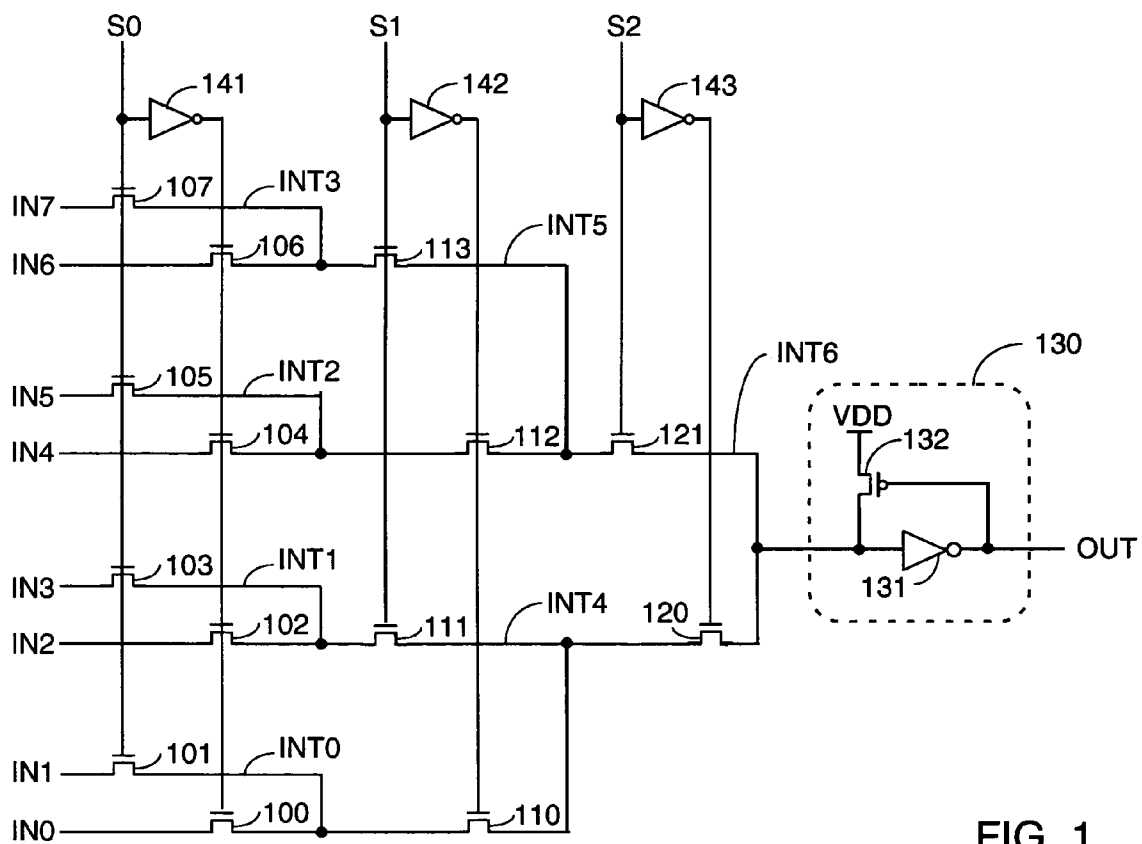 S0 S1 S2
141 142 143
107 INT3
IN7
106 113 INT5
IN6
105 INT2 INT6 130
IN5
VDD
104 112 121 132
IN4
103 INT1 OUT
IN3 131
INT4
102 111 120
IN2
101 INT0
IN1
100 110
IN0
FIG. 1